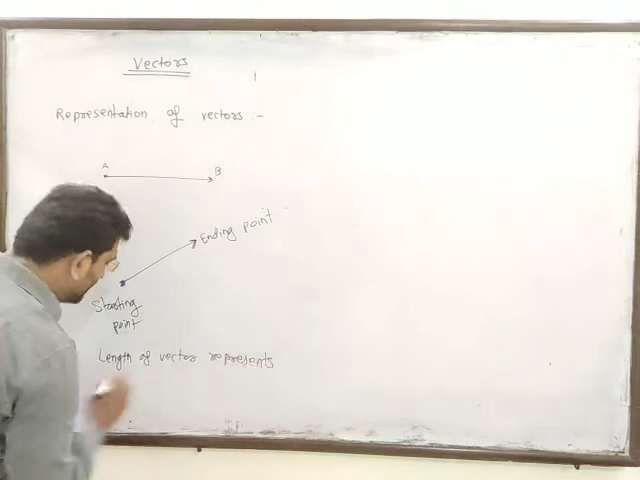 Vectors
Representation of vectors :-
A B
Ending point
Starting
point
Length of vector represents